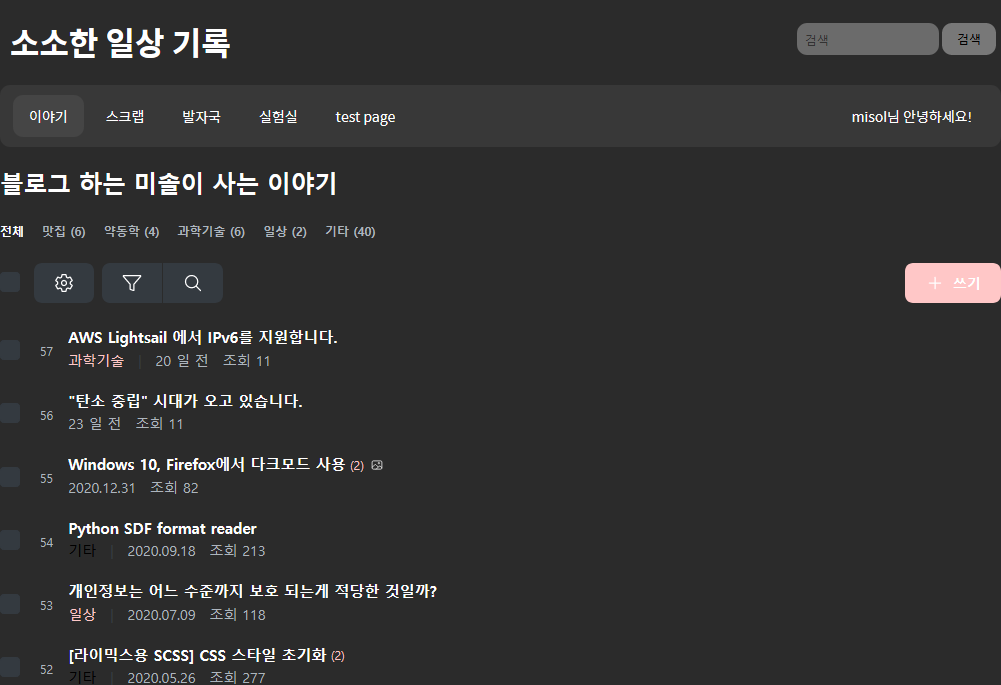 소소한 일상 기록
검색 검색
이야기 스크랩 발자국 실험실 test page misol님 안녕하세요!
블로그 하는 미솔이 사는 이야기
전체 맛집 (6) 약동학 (4) 과학기술 (6) 일상 (2) 기타 (40)
쓰기
57 AWS Lightsail 에서 IPv6를 지원합니다.
과학기술 20 일 전 조회 11
56 "탄소 중립" 시대가 오고 있습니다.
23 일 전 조회 11
55 Windows 10, Firefox에서 다크모드 사용 (2)
2020.12.31 조회 82
54 Python SDF format reader
기타 2020.09.18 조회 213
53 개인정보는 어느 수준까지 보호 되는게 적당한 것일까?
일상 2020.07.09 조회 118
52 [라이믹스용 SCSS] CSS 스타일 초기화 (2)
기타 2020.05.26 조회 277